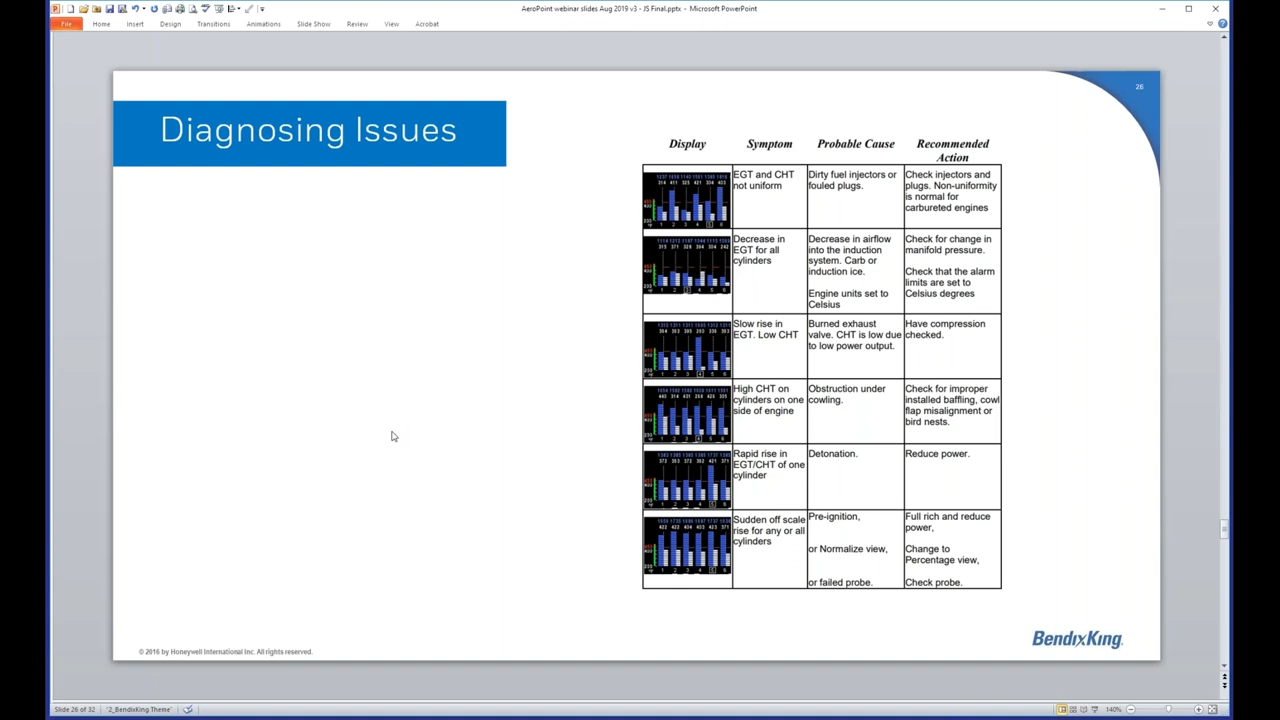 AeroPoint webinar slides Aug 2019 v3 - JS Final.pptx - Microsoft PowerPoint
File Home Insert Design Transitions Animations Slide Show Review View Acrobat
26
Diagnosing Issues
Display Symptom Probable Cause Recommended
Action
EGT and CHT
not uniform
Dirty fuel injectors or
fouled plugs.
Check injectors and
plugs. Non-uniformity
is normal for
carbureted engines
Decrease in
EGT for all
cylinders
Decrease in airflow
into the induction
system. Carb or
induction ice.
Engine units set to
Celsius
Check for change in
manifold pressure.
Check that the alarm
limits are set to
Celsius degrees
Slow rise in
EGT. Low CHT
Burned exhaust
valve. CHT is low due
to low power output.
Have compression
checked.
High CHT on
cylinders on one
side of engine
Obstruction under
cowling.
Check for improper
installed baffling, cowl
flap misalignment or
bird nests.
Rapid rise in
EGT/CHT of one
cylinder
Detonation.
Reduce power.
Sudden off scale
rise for any or all
cylinders
Pre-ignition,
or Normalize view,
or failed probe.
Full rich and reduce
power,
Change to
Percentage view,
Check probe.
BendixKing
© 2016 by Honeywell International Inc. All rights reserved.
Slide 26 of 32 "2_BendixKing Theme" 140%